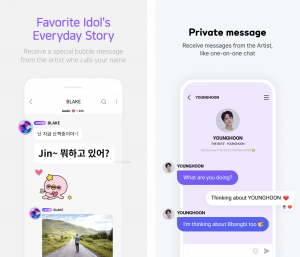 Favorite Idol's
Everyday Story
Receive a special bubble message
from the artist who calls your name
BLAKE
BLAKE
난 지금 산책중이야~!
Jin~ 뭐하고 있어?
BLAKE
Private message
Receive messages from the Artist,
like one-on-one chat
YOUNGHOON
YOUNGHOON
THE BOYZ · YOUNGHOON
YOUNGHOON
What are you doing?
Thinking about YOUNGHOON
YOUNGHOON
I'm thinking about Bbangbi too